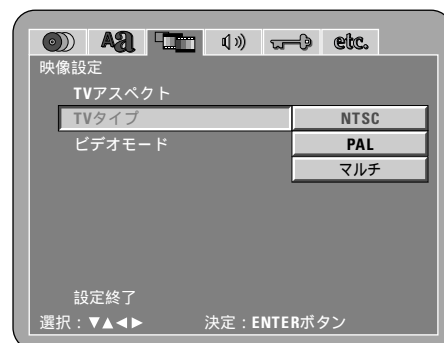 Aあ etc.
映像設定
TVアスペクト
TVタイプ NTSC
ビデオモード PAL
マルチ
設定終了
選択：▼▲◀▶ 決定：ENTERボタン